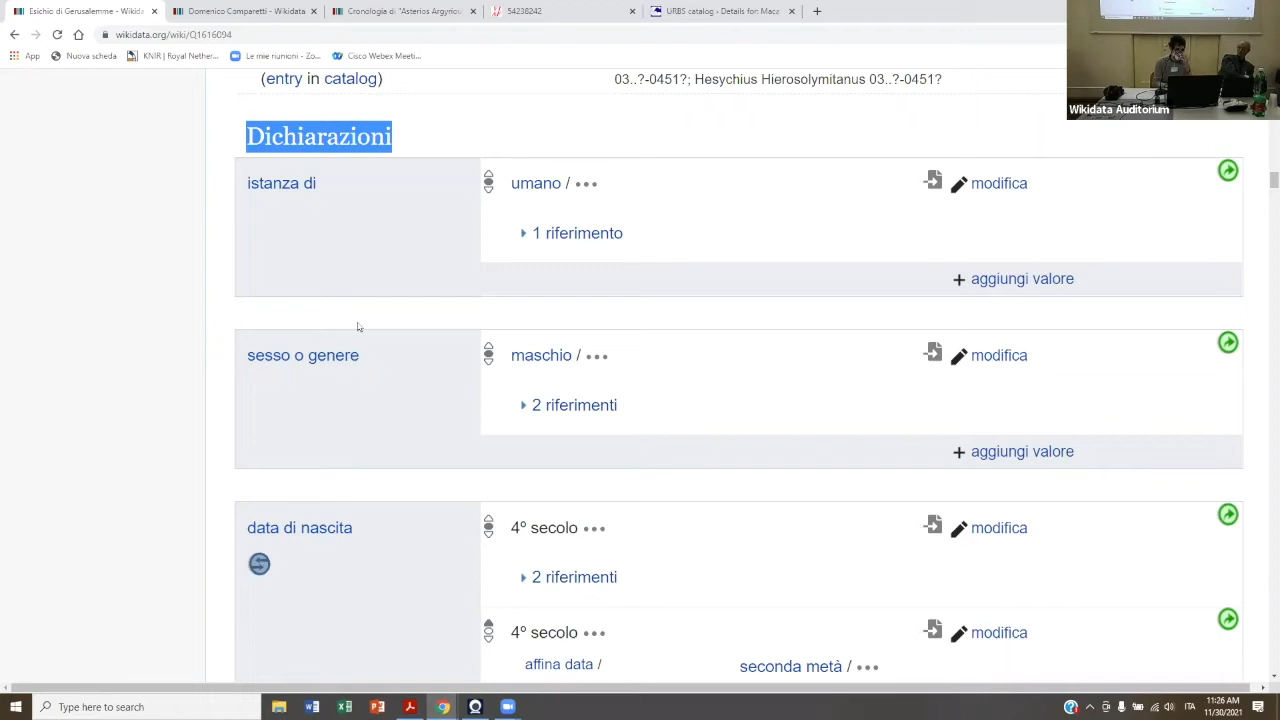 Esichio di Gerusalemme - Wikida
Domenico Comparetti - Wikidata
Cronologia di "Asterios Argyriou
54238242
URBS catalog - Details for: Maca
wikidata.org/wiki/Q1616094
App
Nuova scheda
KNIR | Royal Nether...
Le mie riunioni - Zo...
Cisco Webex Meeti...
(entry in catalog)
03..?-0451?; Hesychius Hierosolymitanus 03..?-0451?
Wikidata Auditorium
Dichiarazioni
istanza di
umano / •••
modifica
1 riferimento
+ aggiungi valore
sesso o genere
maschio / •••
modifica
2 riferimenti
+ aggiungi valore
data di nascita
4º secolo •••
modifica
2 riferimenti
4º secolo •••
modifica
affina data /
seconda metà / •••
Type here to search
ITA
11:26 AM
11/30/2021